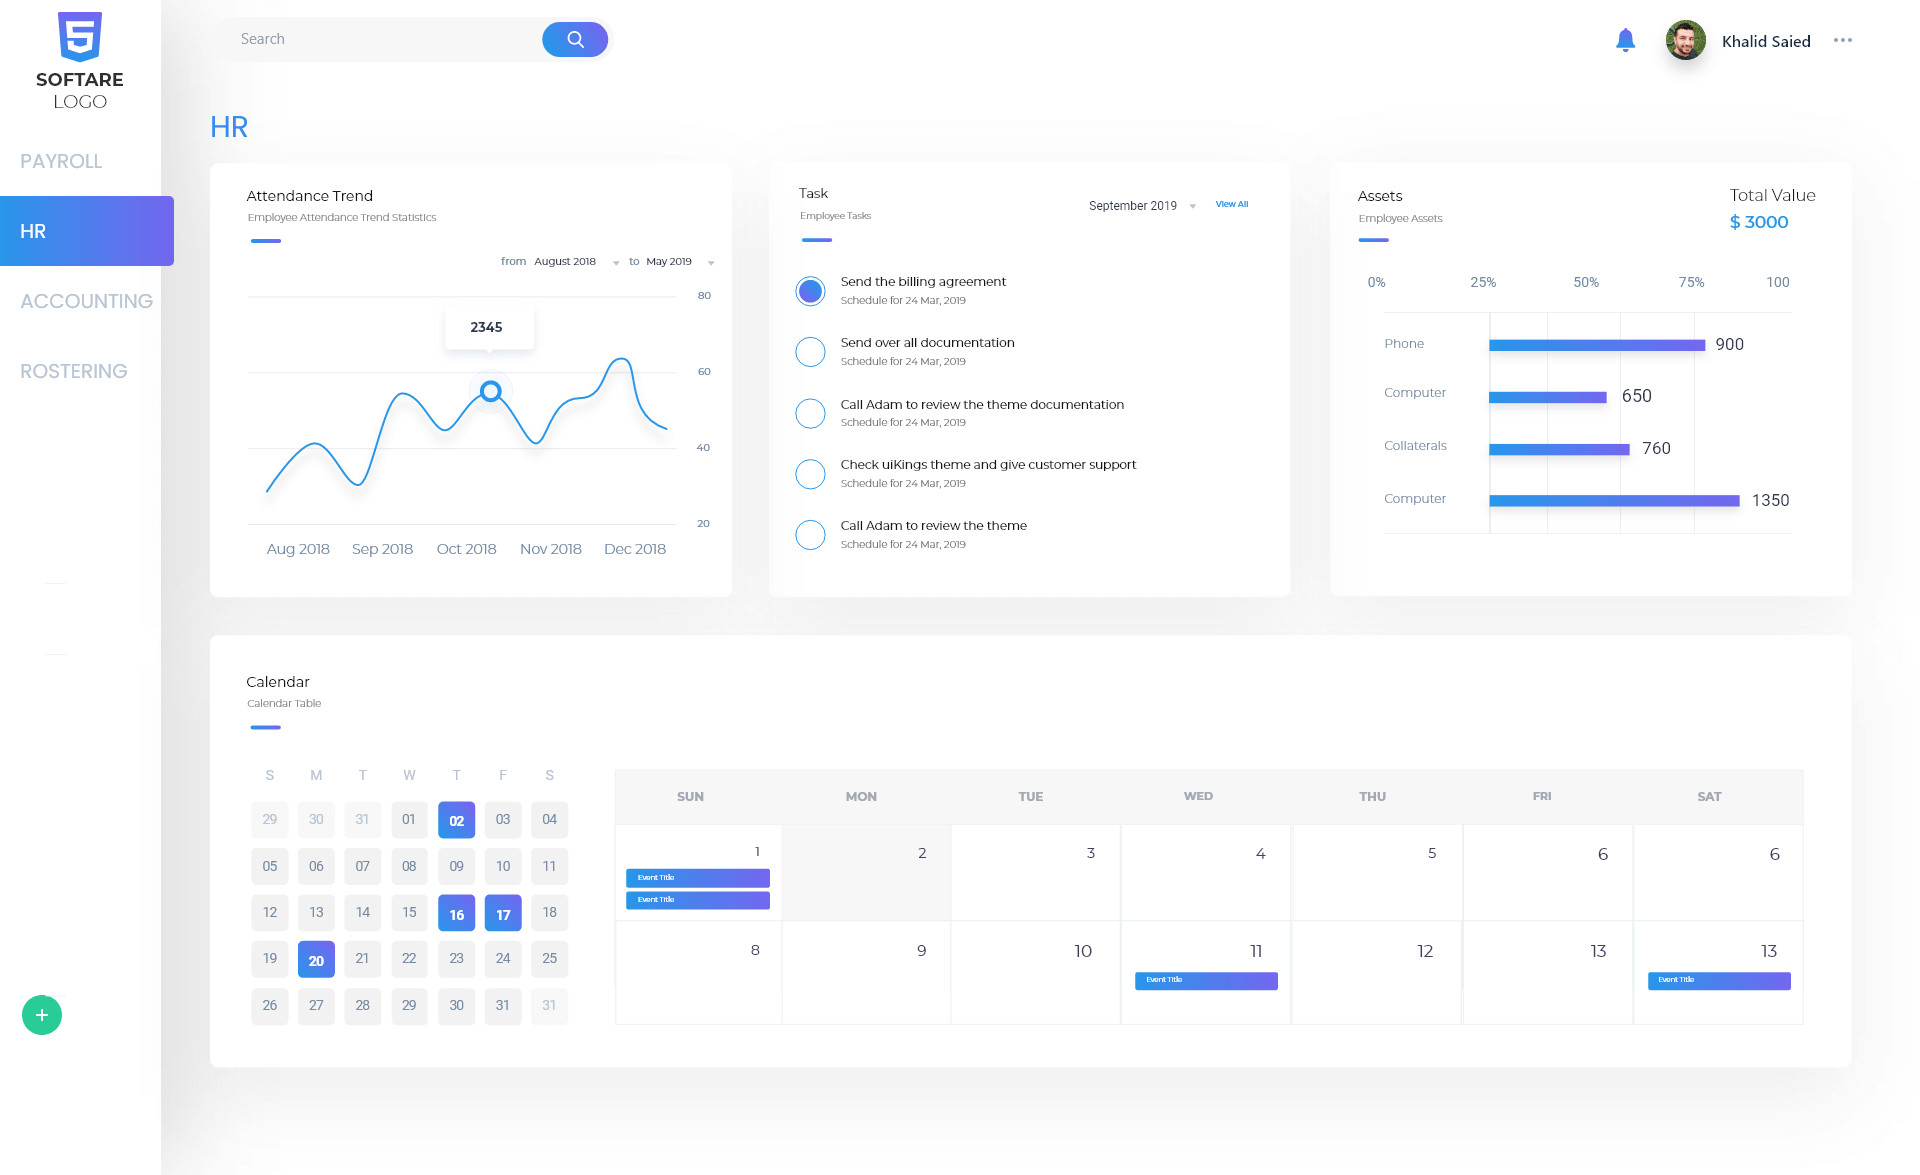 SOFTARE
LOGO
PAYROLL
HR
ACCOUNTING
ROSTERING
+
Search
Khalid Saied
HR
Attendance Trend
Employee Attendance Trend Statistics
from August 2018 to May 2019
80
2345
60
40
20
Aug 2018 Sep 2018 Oct 2018 Nov 2018 Dec 2018
Task
Employee Tasks
September 2019 View All
Send the billing agreement
Schedule for 24 Mar, 2019
Send over all documentation
Schedule for 24 Mar, 2019
Call Adam to review the theme documentation
Schedule for 24 Mar, 2019
Check uiKings theme and give customer support
Schedule for 24 Mar, 2019
Call Adam to review the theme
Schedule for 24 Mar, 2019
Assets
Employee Assets
Total Value
$ 3000
0% 25% 50% 75% 100
Phone 900
Computer 650
Collaterals 760
Computer 1350
Calendar
Calendar Table
S M T W T F S
29 30 31 01 02 03 04
05 06 07 08 09 10 11
12 13 14 15 16 17 18
19 20 21 22 23 24 25
26 27 28 29 30 31 31
SUN MON TUE WED THU FRI SAT
1 2 3 4 5 6 6
Event Title
Event Title
8 9 10 11 12 13 13
Event Title Event Title